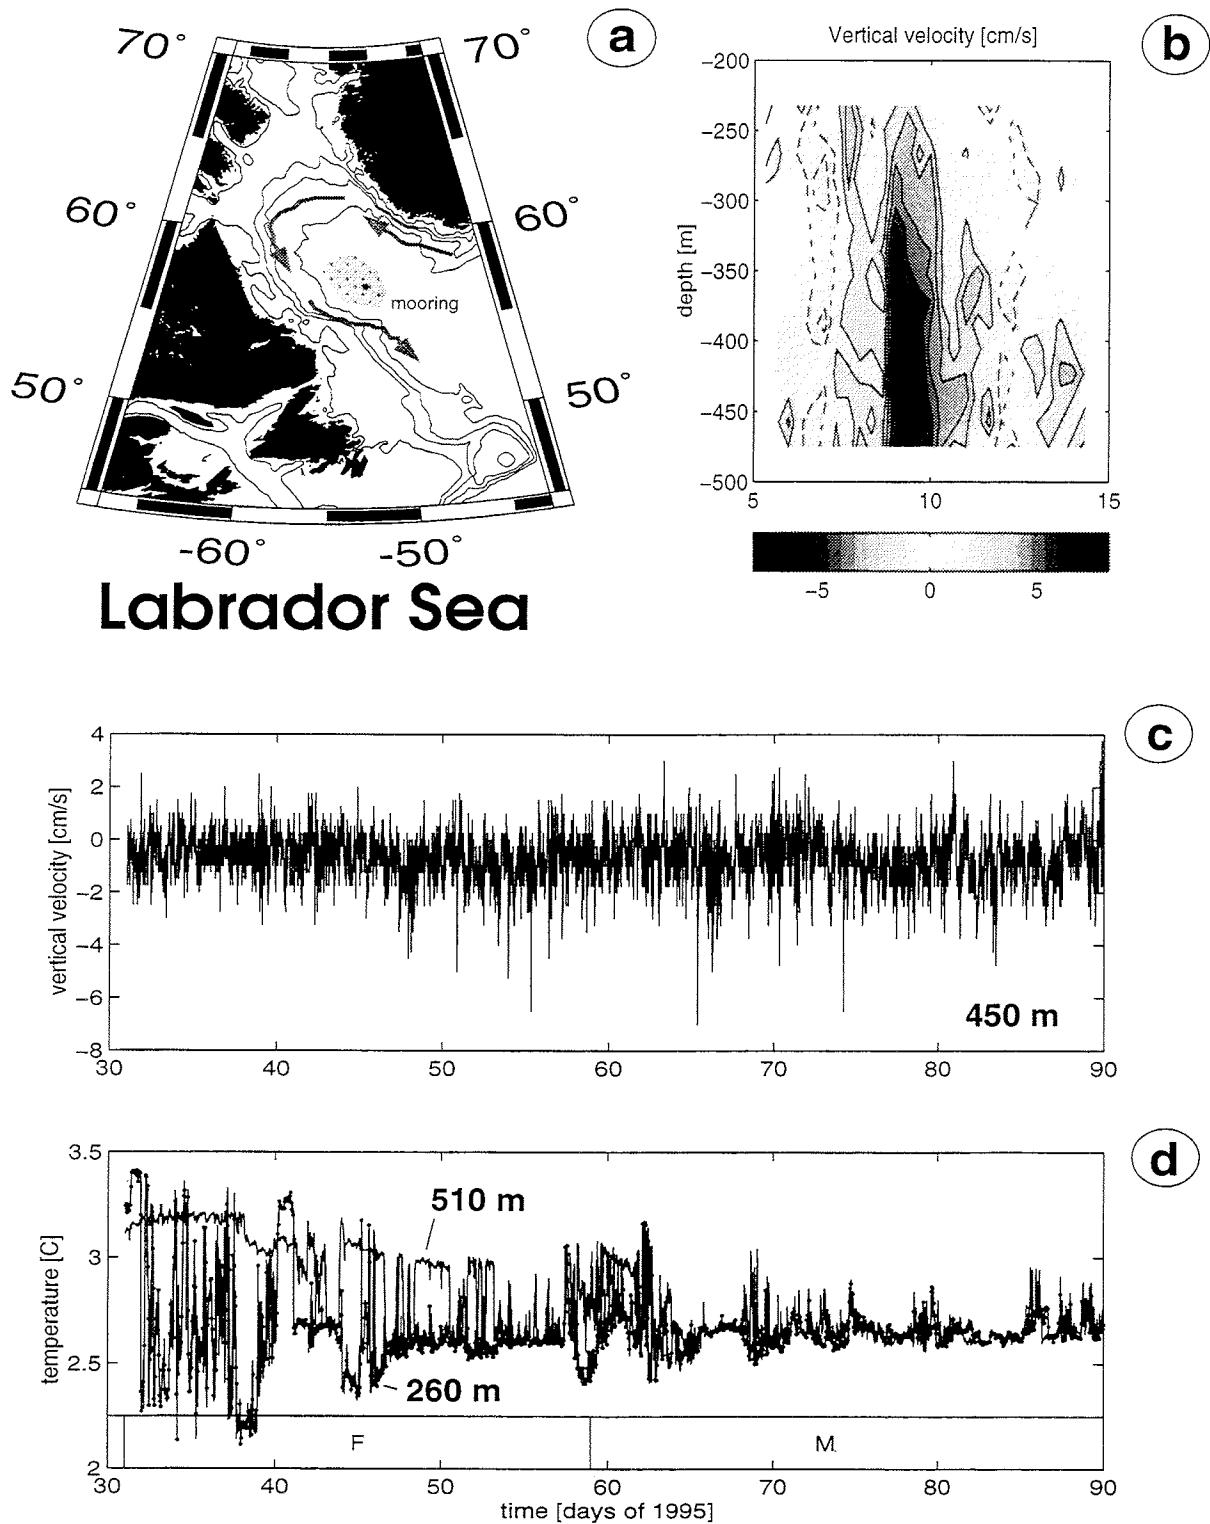 a
70°
70°
60°
60°
mooring
50°
50°
-60°
-50°
Labrador Sea
b
Vertical velocity [cm/s]
−200
−250
−300
−350
−400
−450
−500
depth [m]
5
10
15
−5
0
5
c
4
2
0
−2
−4
−6
−8
vertical velocity [cm/s]
450 m
30
40
50
60
70
80
90
d
3.5
3
2.5
2
temperature [C]
510 m
260 m
F
M
30
40
50
60
70
80
90
time [days of 1995]